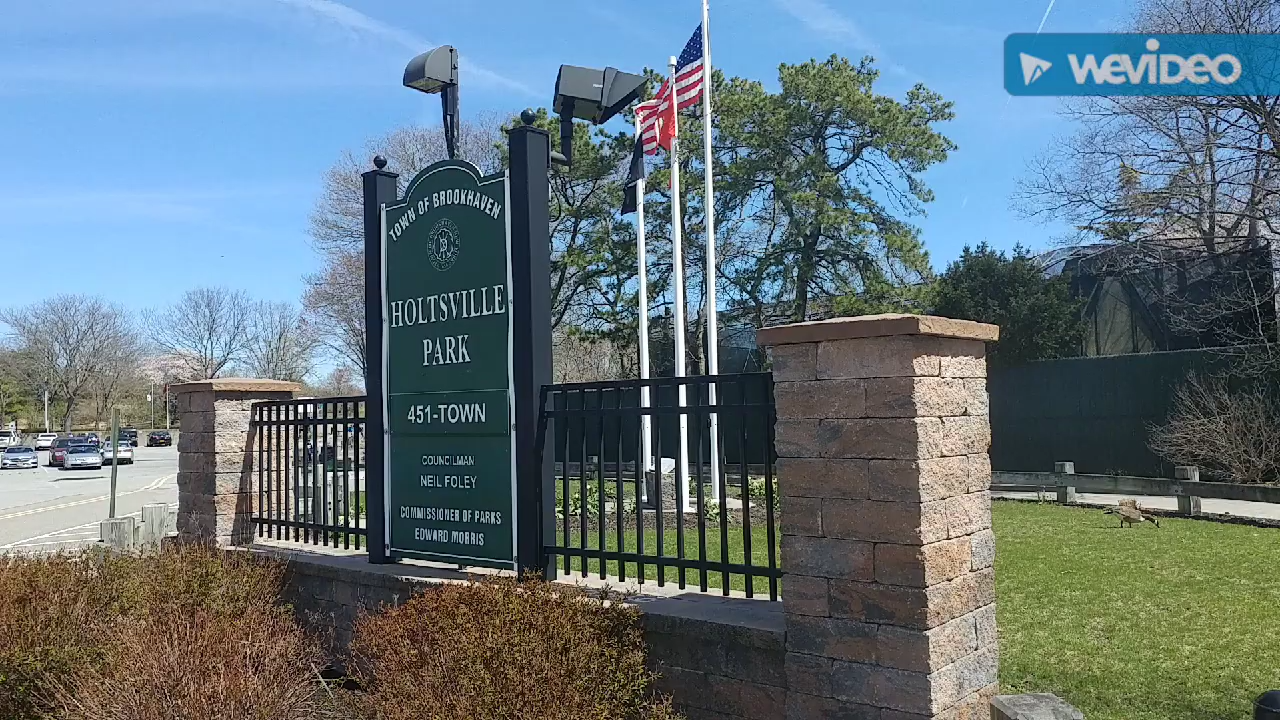 WEVIDEO
TOWN OF BROOKHAVEN
HOLTSVILLE
PARK
451-TOWN
COUNCILMAN
NEIL FOLEY
COMMISSIONER OF PARKS
EDWARD MORRIS